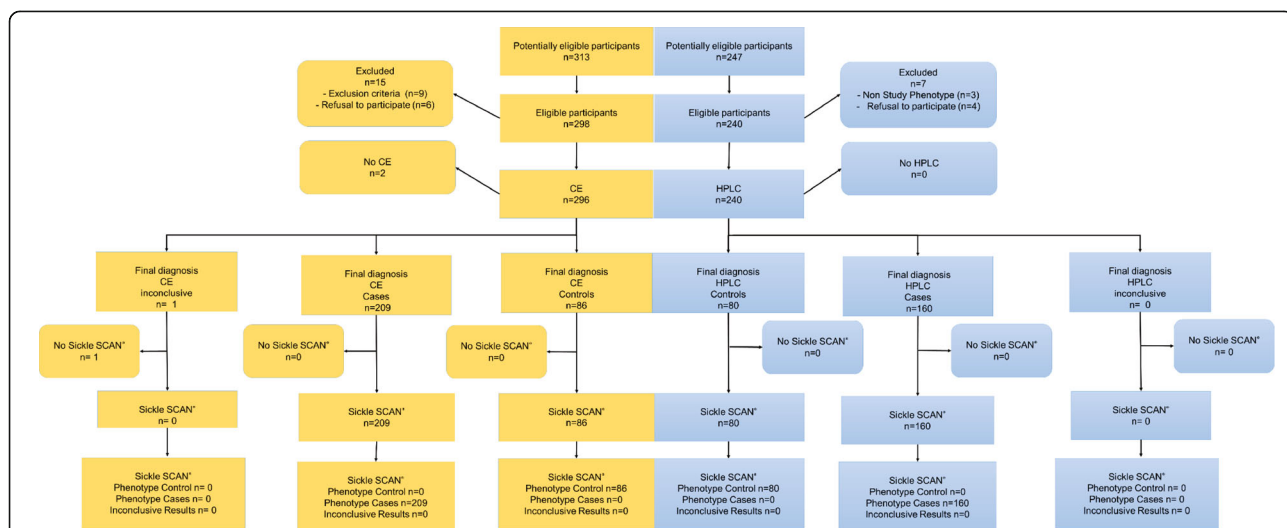 Potentially eligible participants
n=313
Potentially eligible participants
n=247
Excluded
n=15
- Exclusion criteria (n=9)
- Refusal to participate (n=6)
Excluded
n=7
- Non Study Phenotype (n=3)
- Refusal to participate (n=4)
Eligible participants
n=298
Eligible participants
n=240
No CE
n=2
No HPLC
n=0
CE
n=296
HPLC
n=240
Final diagnosis
CE
inconclusive
n= 1
Final diagnosis
CE
Cases
n=209
Final diagnosis
CE
Controls
n=86
Final diagnosis
HPLC
Controls
n=80
Final diagnosis
HPLC
Cases
n=160
Final diagnosis
HPLC
inconclusive
n= 0
No Sickle SCAN®
n= 1
No Sickle SCAN®
n=0
No Sickle SCAN®
n=0
No Sickle SCAN®
n=0
No Sickle SCAN®
n=0
No Sickle SCAN®
n= 0
Sickle SCAN®
n= 0
Sickle SCAN®
n=209
Sickle SCAN®
n=86
Sickle SCAN®
n=80
Sickle SCAN®
n=160
Sickle SCAN®
n= 0
Sickle SCAN®
Phenotype Control n= 0
Phenotype Cases n= 0
Inconclusive Results n= 0
Sickle SCAN®
Phenotype Control n=0
Phenotype Cases n=209
Inconclusive Results n=0
Sickle SCAN®
Phenotype Control n=86
Phenotype Cases n=0
Inconclusive Results n=0
Sickle SCAN®
Phenotype Control n=80
Phenotype Cases n=0
Inconclusive Results n=0
Sickle SCAN®
Phenotype Control n=0
Phenotype Cases n=160
Inconclusive Results n=0
Sickle SCAN®
Phenotype Control n= 0
Phenotype Cases n= 0
Inconclusive Results n= 0